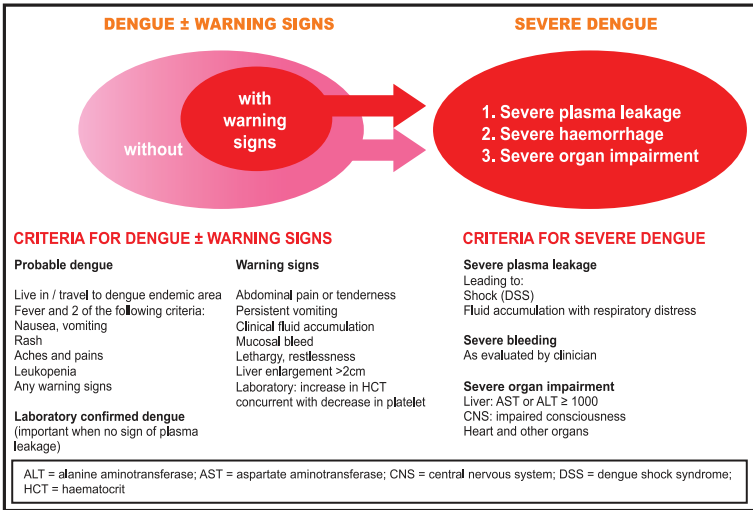 DENGUE ± WARNING SIGNS
SEVERE DENGUE
with
warning
signs
without
1. Severe plasma leakage
2. Severe haemorrhage
3. Severe organ impairment
CRITERIA FOR DENGUE ± WARNING SIGNS
Probable dengue
Live in / travel to dengue endemic area
Fever and 2 of the following criteria:
Nausea, vomiting
Rash
Aches and pains
Leukopenia
Any warning signs
Laboratory confirmed dengue
(important when no sign of plasma
leakage)
Warning signs
Abdominal pain or tenderness
Persistent vomiting
Clinical fluid accumulation
Mucosal bleed
Lethargy, restlessness
Liver enlargement >2cm
Laboratory: increase in HCT
concurrent with decrease in platelet
CRITERIA FOR SEVERE DENGUE
Severe plasma leakage
Leading to:
Shock (DSS)
Fluid accumulation with respiratory distress
Severe bleeding
As evaluated by clinician
Severe organ impairment
Liver: AST or ALT ≥ 1000
CNS: impaired consciousness
Heart and other organs
ALT = alanine aminotransferase; AST = aspartate aminotransferase; CNS = central nervous system; DSS = dengue shock syndrome;
HCT = haematocrit